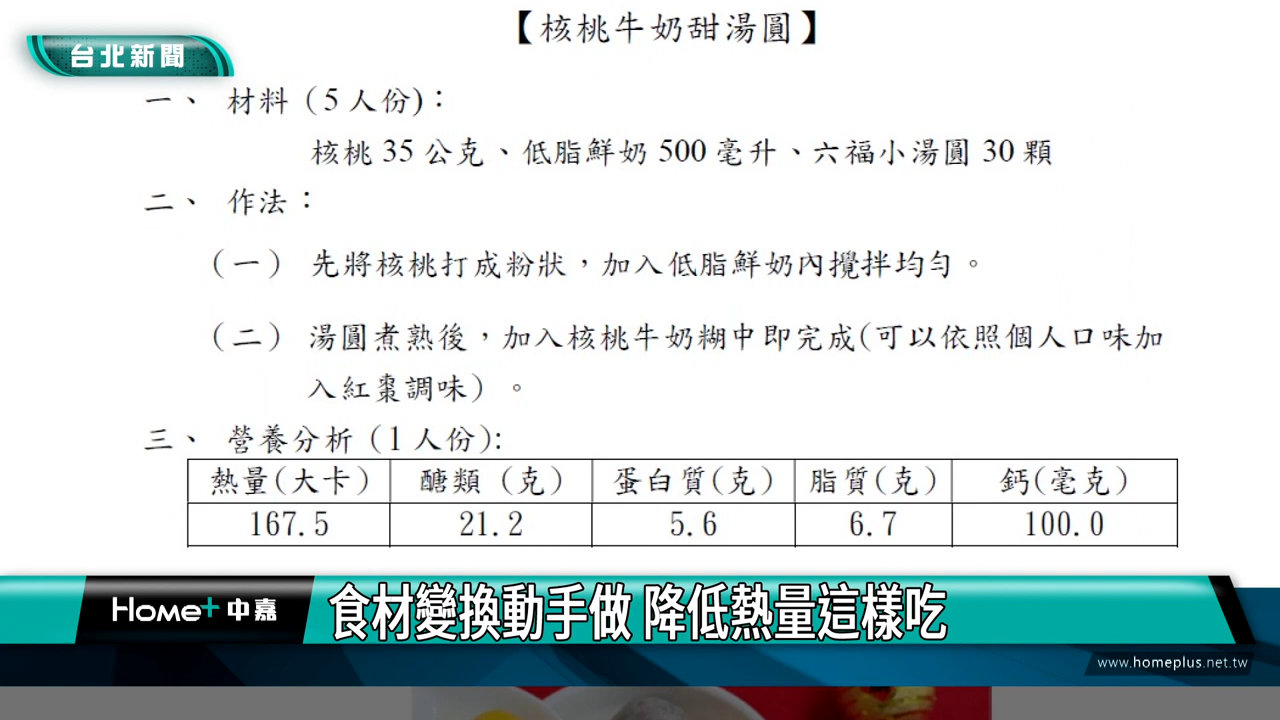 【核桃牛奶甜湯圓】
台北新聞
一、 材料（5人份)：
核桃35公克、低脂鮮奶500毫升、六福小湯圓30顆
二、 作法：
（一） 先將核桃打成粉狀，加入低脂鮮奶內攪拌均勻。
（二） 湯圓煮熟後，加入核桃牛奶糊中即完成(可以依照個人口味加
入紅棗調味）。
三、 營養分析（1人份):
熱量(大卡） 醣類（克） 蛋白質(克） 脂質(克） 鈣(毫克）
167.5 21.2 5.6 6.7 100.0
Home+中嘉 食材變換動手做 降低熱量這樣吃
www.homeplus.net.tw